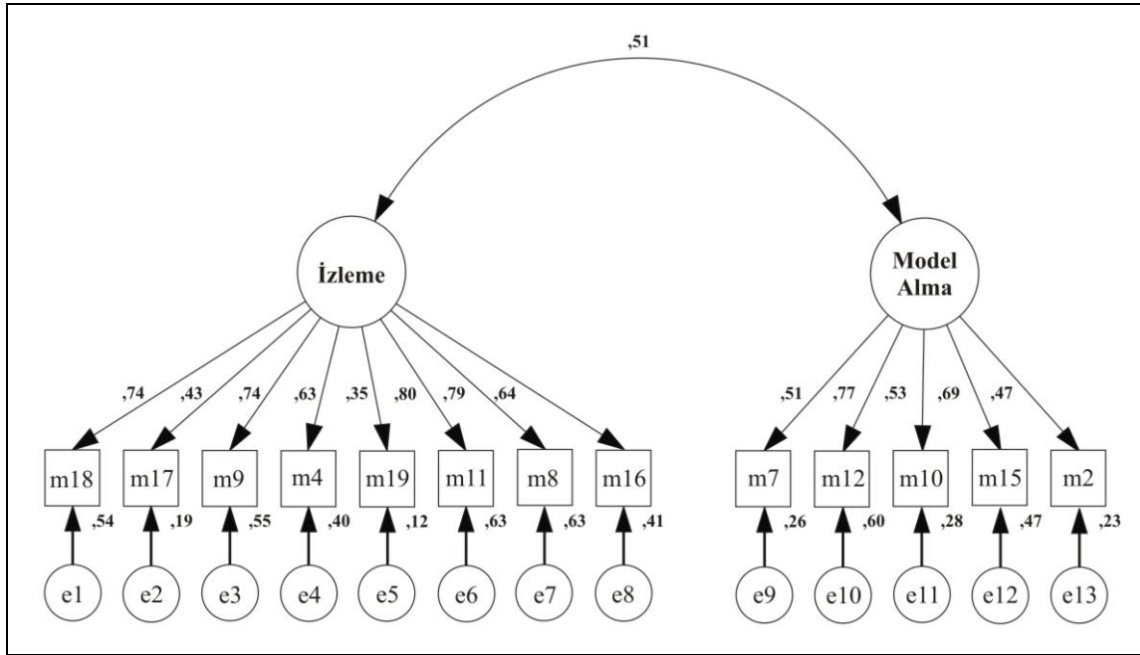 ,51
İzleme
Model
Alma
,74 ,43 ,74 ,63 ,35 ,80 ,79 ,64
,51 ,77 ,53 ,69 ,47
m18 m17 m9 m4 m19 m11 m8 m16
m7 m12 m10 m15 m2
,54 ,19 ,55 ,40 ,12 ,63 ,63 ,41
,26 ,60 ,28 ,47 ,23
e1 e2 e3 e4 e5 e6 e7 e8
e9 e10 e11 e12 e13